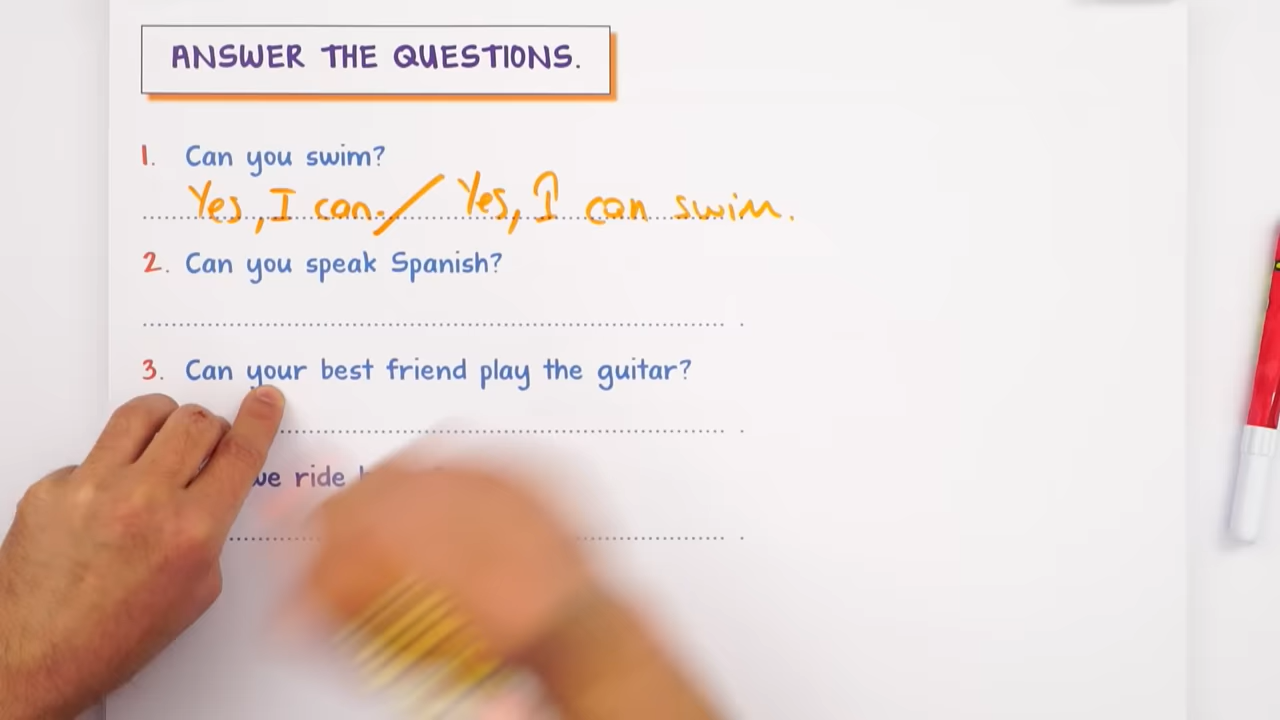 ANSWER THE QUESTIONS.
1. Can you swim?
Yes, I can. / Yes, I can swim.
2. Can you speak Spanish?
3. Can your best friend play the guitar?
we ride